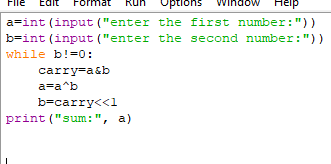 File Edit Format Run Options Window Help
a=int(input("enter the first number:"))
b=int(input("enter the second number:"))
while b!=0:
    carry=a&b
    a=a^b
    b=carry<<1
print("sum:", a)